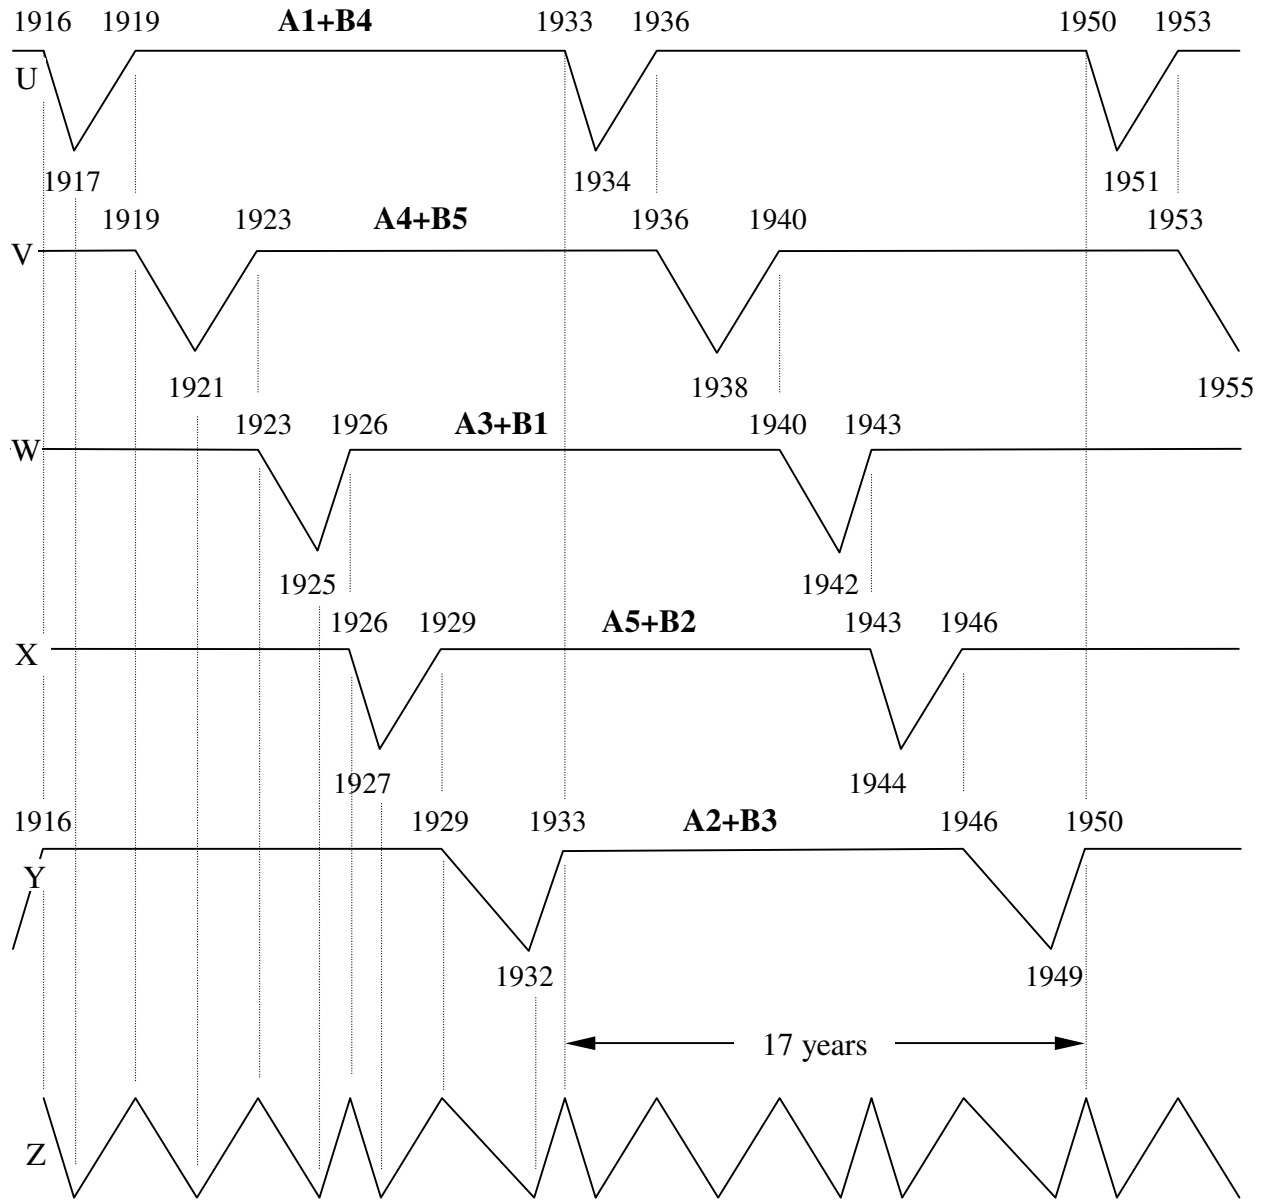 1916 1919 A1+B4 1933 1936 1950 1953
U
1917 1934 1951
1919 1923 A4+B5 1936 1940 1953
V
1921 1938 1955
1923 1926 A3+B1 1940 1943
W
1925 1942
1926 1929 A5+B2 1943 1946
X
1927 1944
1916 1929 1933 A2+B3 1946 1950
Y
1932 1949
17 years
Z